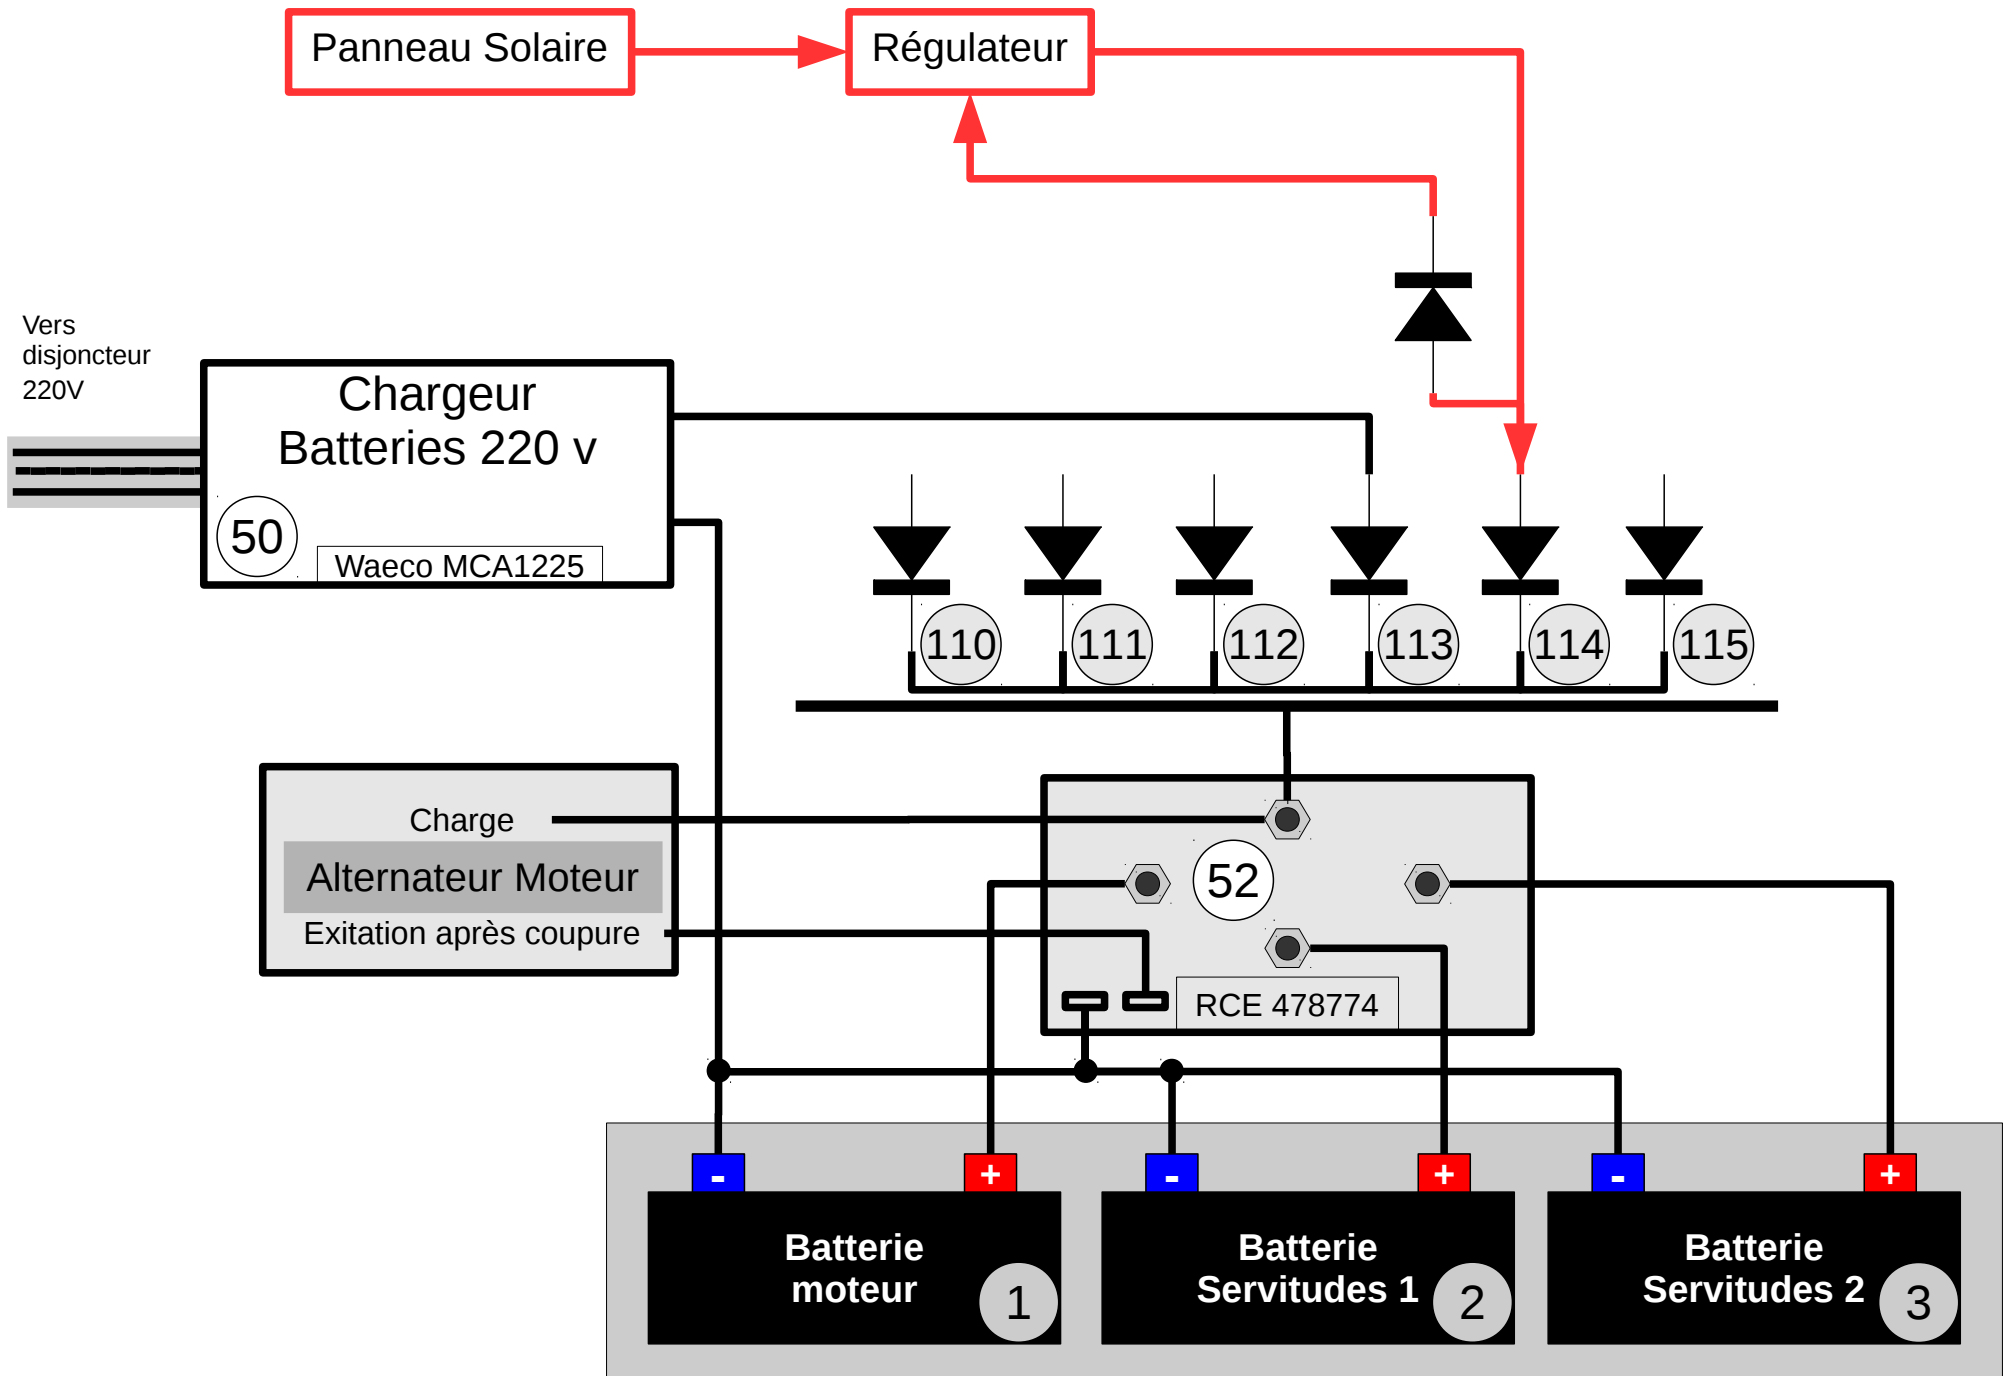 Panneau Solaire
Régulateur
Vers
disjoncteur
220V
Chargeur
Batteries 220 v
50
Waeco MCA1225
110
111
112
113
114
115
Charge
Alternateur Moteur
Exitation après coupure
52
RCE 478774
-
+
-
+
-
+
Batterie
moteur
1
Batterie
Servitudes 1
2
Batterie
Servitudes 2
3